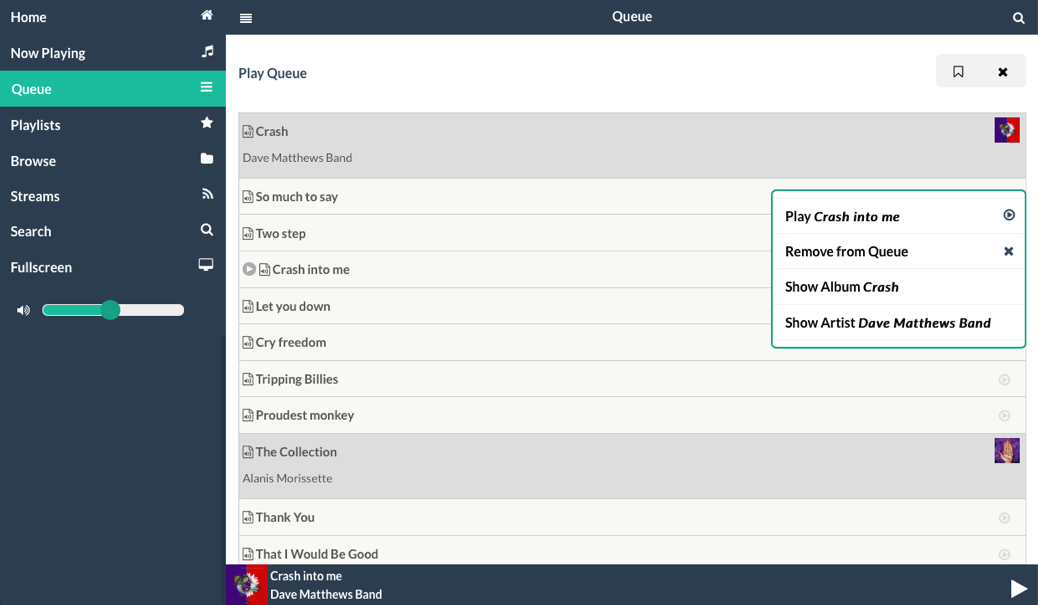 Home
Now Playing
Queue
Playlists
Browse
Streams
Search
Fullscreen
Queue
Play Queue
Crash
Dave Matthews Band
So much to say
Two step
Crash into me
Let you down
Cry freedom
Tripping Billies
Proudest monkey
The Collection
Alanis Morissette
Thank You
That I Would Be Good
Play Crash into me
Remove from Queue
Show Album Crash
Show Artist Dave Matthews Band
Crash into me
Dave Matthews Band